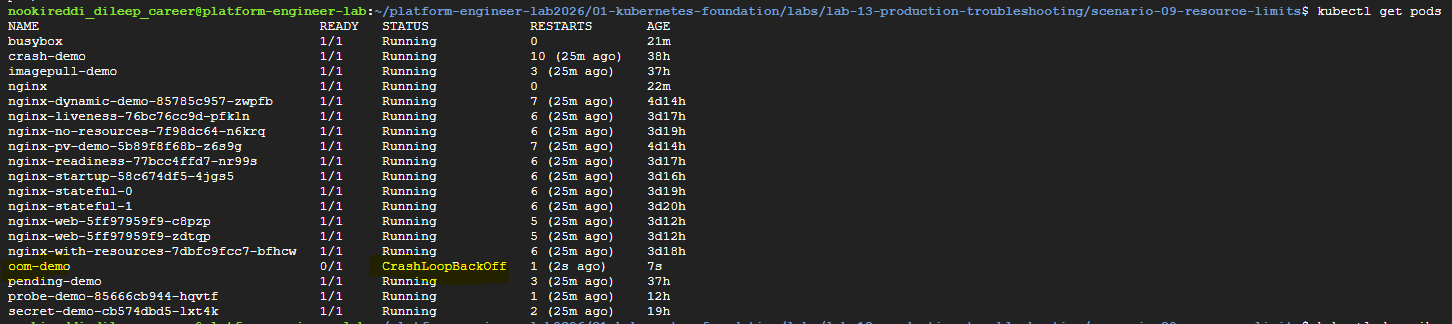 nookireddi_dileep_career@platform-engineer-lab:~/platform-engineer-lab2026/01-kubernetes-foundation/labs/lab-13-production-troubleshooting/scenario-09-resource-limits$ kubectl get pods
NAME READY STATUS RESTARTS AGE
busybox 1/1 Running 0 21m
crash-demo 1/1 Running 10 (25m ago) 38h
imagepull-demo 1/1 Running 3 (25m ago) 37h
nginx 1/1 Running 0 22m
nginx-dynamic-demo-85785c957-zwpfb 1/1 Running 7 (25m ago) 4d14h
nginx-liveness-76bc76cc9d-pfkln 1/1 Running 6 (25m ago) 3d17h
nginx-no-resources-7f98dc64-n6krq 1/1 Running 6 (25m ago) 3d19h
nginx-pv-demo-5b89f8f68b-z6s9g 1/1 Running 7 (25m ago) 4d14h
nginx-readiness-77bcc4ffd7-nr99s 1/1 Running 6 (25m ago) 3d17h
nginx-startup-58c674df5-4jgs5 1/1 Running 6 (25m ago) 3d16h
nginx-stateful-0 1/1 Running 6 (25m ago) 3d19h
nginx-stateful-1 1/1 Running 6 (25m ago) 3d20h
nginx-web-5ff97959f9-c8pzp 1/1 Running 5 (25m ago) 3d12h
nginx-web-5ff97959f9-zdtqp 1/1 Running 5 (25m ago) 3d12h
nginx-with-resources-7dbfc9fcc7-bfhcw 1/1 Running 6 (25m ago) 3d18h
oom-demo 0/1 CrashLoopBackOff 1 (2s ago) 7s
pending-demo 1/1 Running 3 (25m ago) 37h
probe-demo-85666cb944-hqvtf 1/1 Running 1 (25m ago) 12h
secret-demo-cb574dbd5-lxt4k 1/1 Running 2 (25m ago) 19h